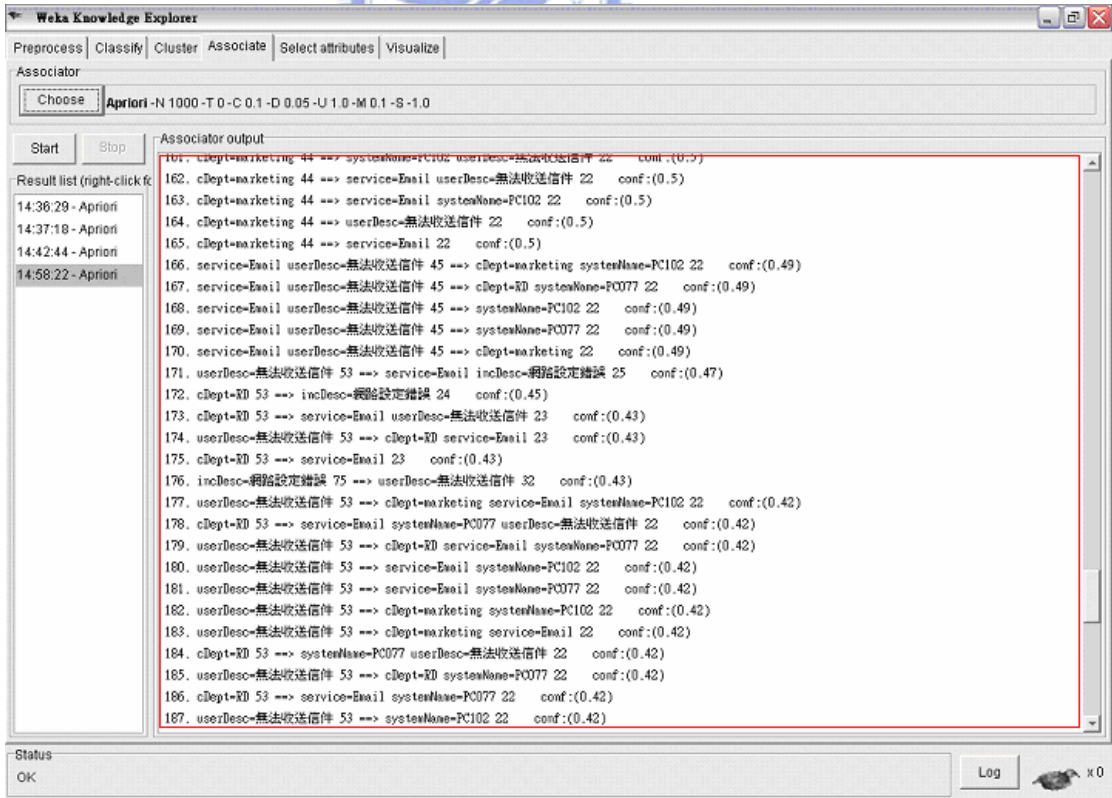 Weka Knowledge Explorer
Preprocess Classify Cluster Associate Select attributes Visualize
Associator
Choose Apriori -N 1000 -T 0 -C 0.1 -D 0.05 -U 1.0 -M 0.1 -S -1.0
Start Stop
Associator output
Result list (right-click fo
14:36:29 - Apriori
14:37:18 - Apriori
14:42:44 - Apriori
14:58:22 - Apriori
161. cDept=marketing 44 ==> systemName=PC102 userDesc=無法收送信件 22 conf:(0.5)
162. cDept=marketing 44 ==> service=Email userDesc=無法收送信件 22 conf:(0.5)
163. cDept=marketing 44 ==> service=Email systemName=PC102 22 conf:(0.5)
164. cDept=marketing 44 ==> userDesc=無法收送信件 22 conf:(0.5)
165. cDept=marketing 44 ==> service=Email 22 conf:(0.5)
166. service=Email userDesc=無法收送信件 45 ==> cDept=marketing systemName=PC102 22 conf:(0.49)
167. service=Email userDesc=無法收送信件 45 ==> cDept=RD systemName=PC077 22 conf:(0.49)
168. service=Email userDesc=無法收送信件 45 ==> systemName=PC102 22 conf:(0.49)
169. service=Email userDesc=無法收送信件 45 ==> systemName=PC077 22 conf:(0.49)
170. service=Email userDesc=無法收送信件 45 ==> cDept=marketing 22 conf:(0.49)
171. userDesc=無法收送信件 53 ==> service=Email incDesc=網路設定錯誤 25 conf:(0.47)
172. cDept=RD 53 ==> incDesc=網路設定錯誤 24 conf:(0.45)
173. cDept=RD 53 ==> service=Email userDesc=無法收送信件 23 conf:(0.43)
174. userDesc=無法收送信件 53 ==> cDept=RD service=Email 23 conf:(0.43)
175. cDept=RD 53 ==> service=Email 23 conf:(0.43)
176. incDesc=網路設定錯誤 75 ==> userDesc=無法收送信件 32 conf:(0.43)
177. userDesc=無法收送信件 53 ==> cDept=marketing service=Email systemName=PC102 22 conf:(0.42)
178. cDept=RD 53 ==> service=Email systemName=PC077 userDesc=無法收送信件 22 conf:(0.42)
179. userDesc=無法收送信件 53 ==> cDept=RD service=Email systemName=PC077 22 conf:(0.42)
180. userDesc=無法收送信件 53 ==> service=Email systemName=PC102 22 conf:(0.42)
181. userDesc=無法收送信件 53 ==> service=Email systemName=PC077 22 conf:(0.42)
182. userDesc=無法收送信件 53 ==> cDept=marketing systemName=PC102 22 conf:(0.42)
183. userDesc=無法收送信件 53 ==> cDept=marketing service=Email 22 conf:(0.42)
184. cDept=RD 53 ==> systemName=PC077 userDesc=無法收送信件 22 conf:(0.42)
185. userDesc=無法收送信件 53 ==> cDept=RD systemName=PC077 22 conf:(0.42)
186. cDept=RD 53 ==> service=Email systemName=PC077 22 conf:(0.42)
187. userDesc=無法收送信件 53 ==> systemName=PC102 22 conf:(0.42)
Status
OK
Log
x 0